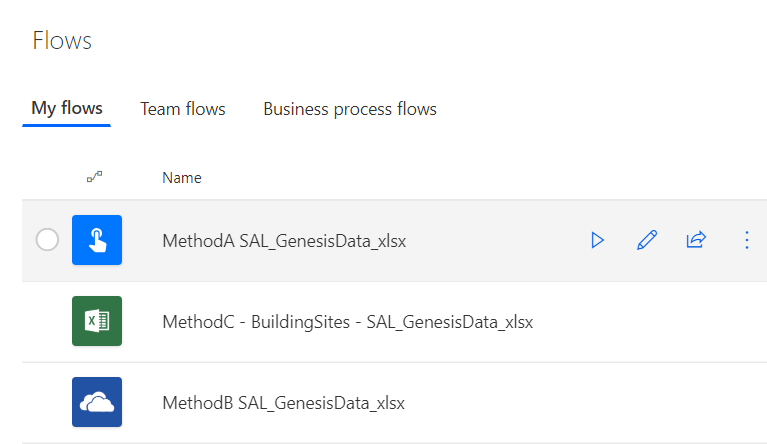 Flows
My flows Team flows Business process flows
Name
MethodA SAL_GenesisData_xlsx
X MethodC - BuildingSites - SAL_GenesisData_xlsx
MethodB SAL_GenesisData_xlsx